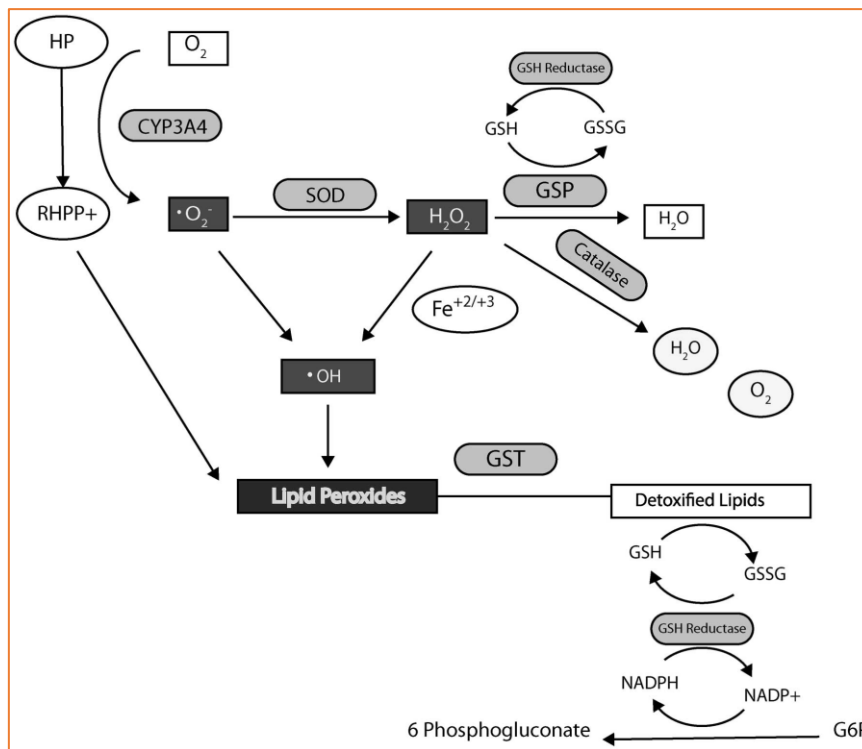 HP
O₂
GSH Reductase
CYP3A4
GSH
GSSG
RHPP+
•O₂⁻
SOD
H₂O₂
GSP
H₂O
Catalase
Fe⁺²/⁺³
H₂O
O₂
•OH
GST
Lipid Peroxides
Detoxified Lipids
GSH
GSSG
GSH Reductase
NADPH
NADP+
6 Phosphogluconate